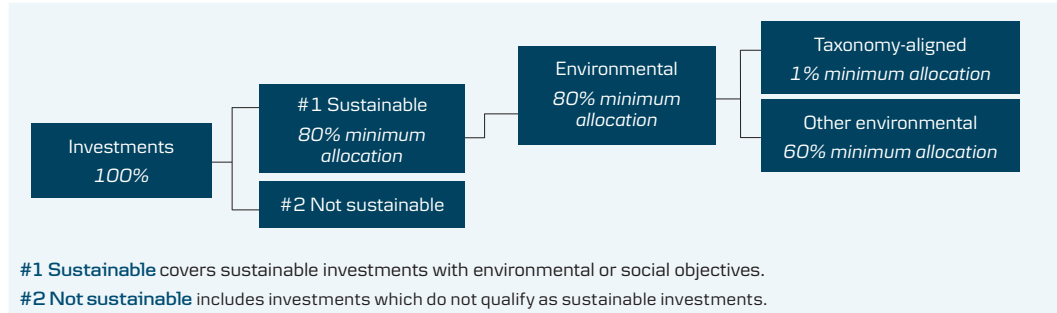 Investments
100%
#1 Sustainable
80% minimum
allocation
#2 Not sustainable
Environmental
80% minimum
allocation
Taxonomy-aligned
1% minimum allocation
Other environmental
60% minimum allocation
#1 Sustainable covers sustainable investments with environmental or social objectives.
#2 Not sustainable includes investments which do not qualify as sustainable investments.